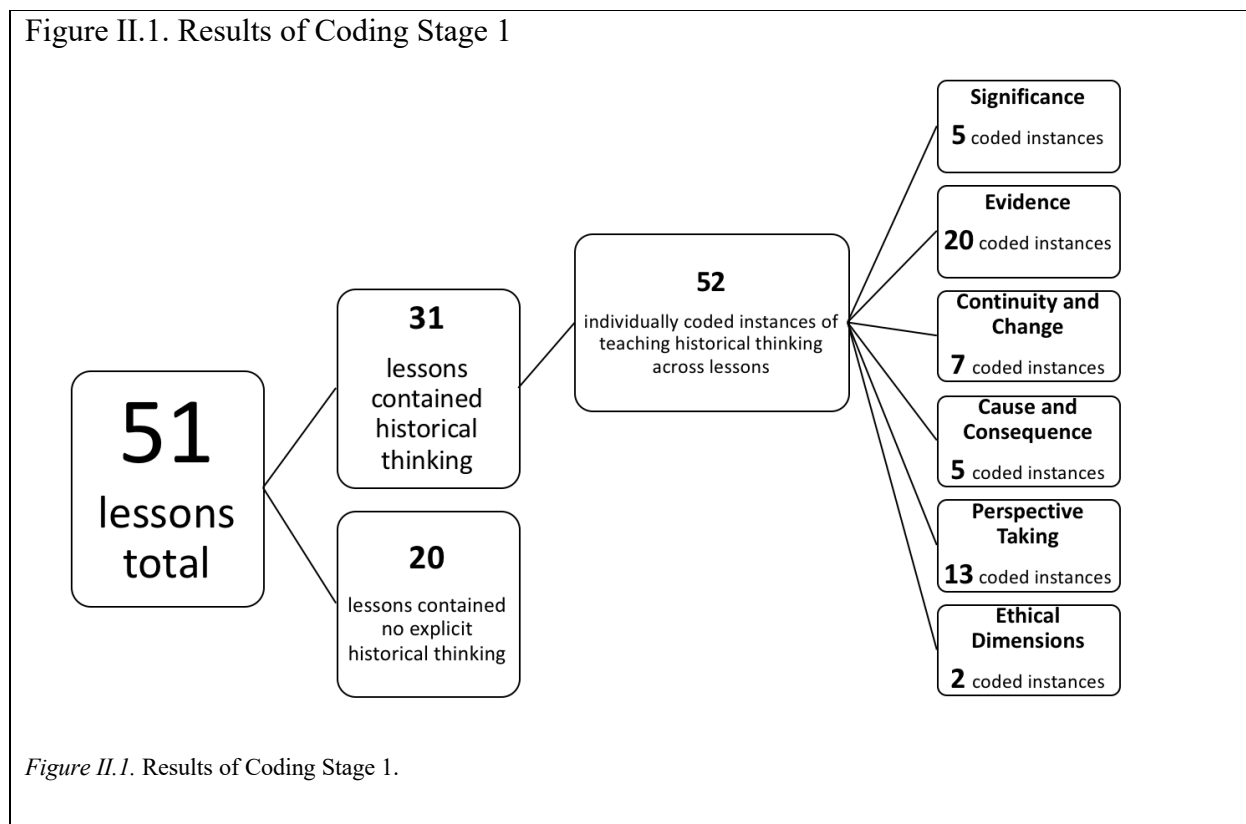 Figure II.1. Results of Coding Stage 1
51
lessons
total
31
lessons
contained
historical
thinking
20
lessons contained
no explicit
historical thinking
52
individually coded instances of
teaching historical thinking
across lessons
Significance
5 coded instances
Evidence
20 coded instances
Continuity and
Change
7 coded instances
Cause and
Consequence
5 coded instances
Perspective
Taking
13 coded instances
Ethical
Dimensions
2 coded instances
Figure II.1. Results of Coding Stage 1.